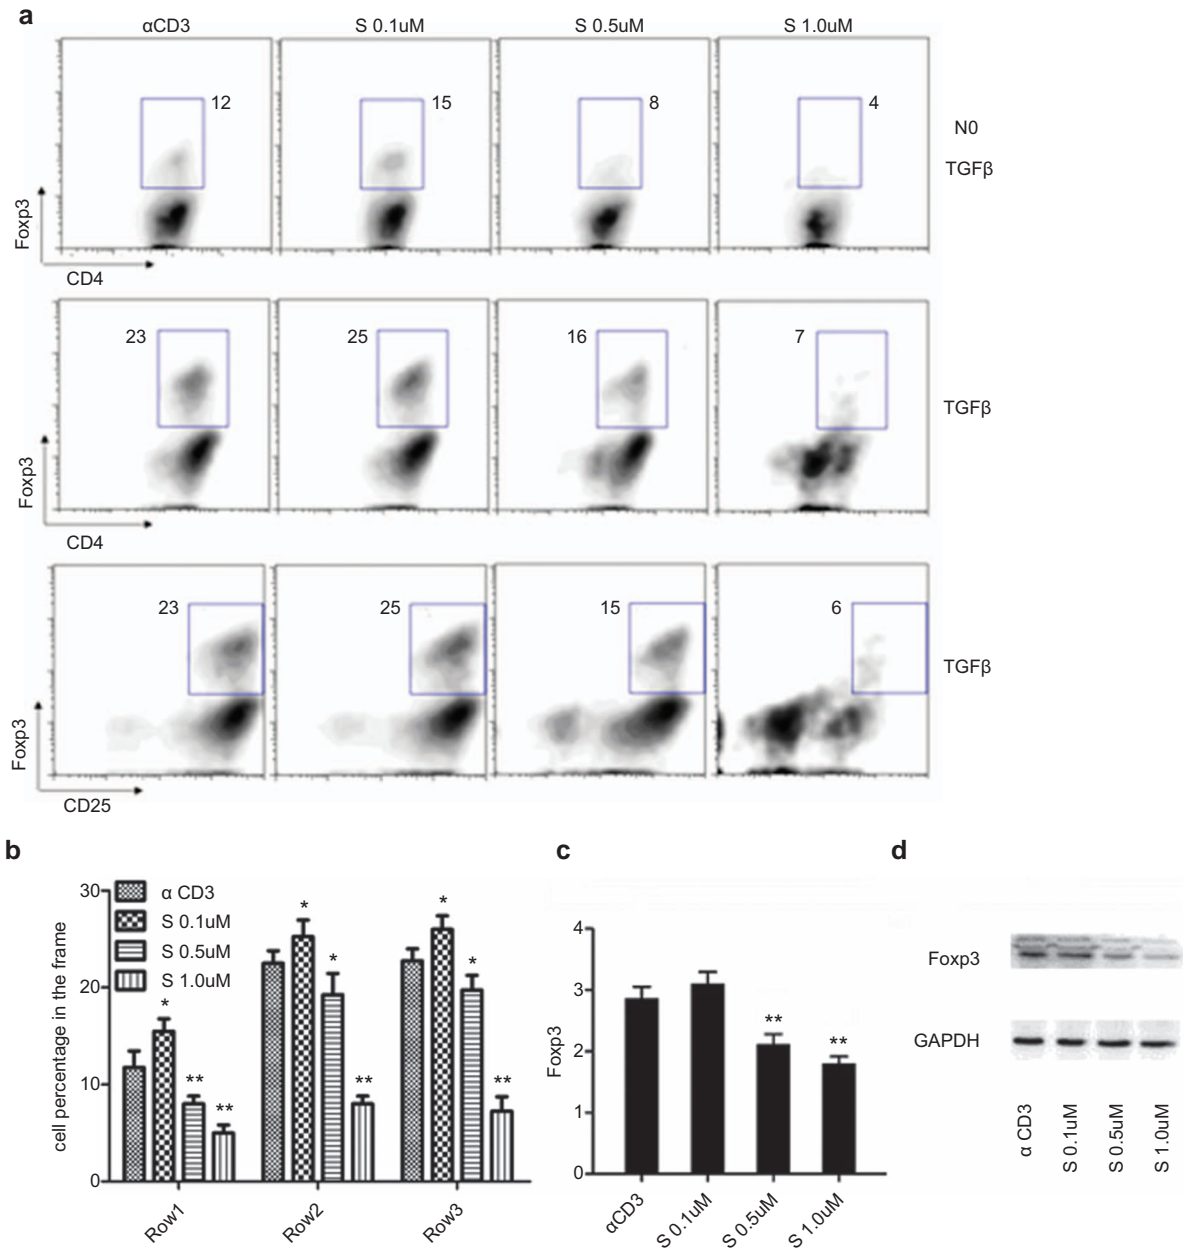 a
αCD3 S 0.1uM S 0.5uM S 1.0uM
12 15 8 4
N0
TGFβ
Foxp3
CD4
23 25 16 7
TGFβ
Foxp3
CD4
23 25 15 6
TGFβ
Foxp3
CD25
b
30
20
10
0
cell percentage in the frame
α CD3
S 0.1uM
S 0.5uM
S 1.0uM
* ** **
* * **
* * **
Row1 Row2 Row3
c
4
3
2
1
0
Foxp3
** **
αCD3 S 0.1uM S 0.5uM S 1.0uM
d
Foxp3
GAPDH
α CD3 S 0.1uM S 0.5uM S 1.0uM